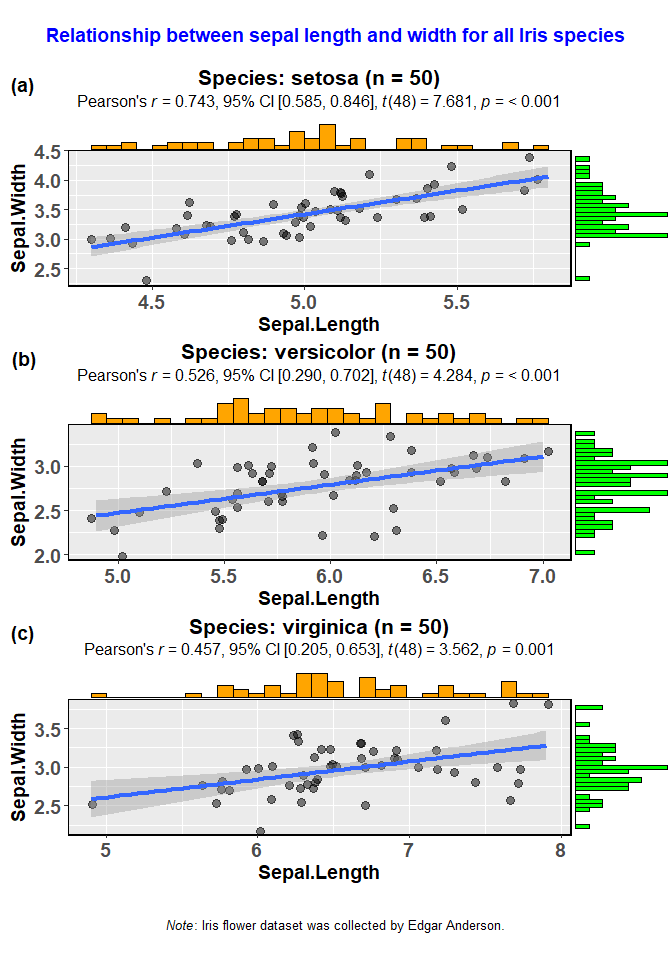 Relationship between sepal length and width for all Iris species
(a)
Species: setosa (n = 50)
Pearson's r = 0.743, 95% CI [0.585, 0.846], t(48) = 7.681, p = < 0.001
4.5
4.0
3.5
3.0
2.5
Sepal.Width
4.5 5.0 5.5
Sepal.Length
(b)
Species: versicolor (n = 50)
Pearson's r = 0.526, 95% CI [0.290, 0.702], t(48) = 4.284, p = < 0.001
3.0
2.5
2.0
Sepal.Width
5.0 5.5 6.0 6.5 7.0
Sepal.Length
(c)
Species: virginica (n = 50)
Pearson's r = 0.457, 95% CI [0.205, 0.653], t(48) = 3.562, p = 0.001
3.5
3.0
2.5
Sepal.Width
5 6 7 8
Sepal.Length
Note: Iris flower dataset was collected by Edgar Anderson.